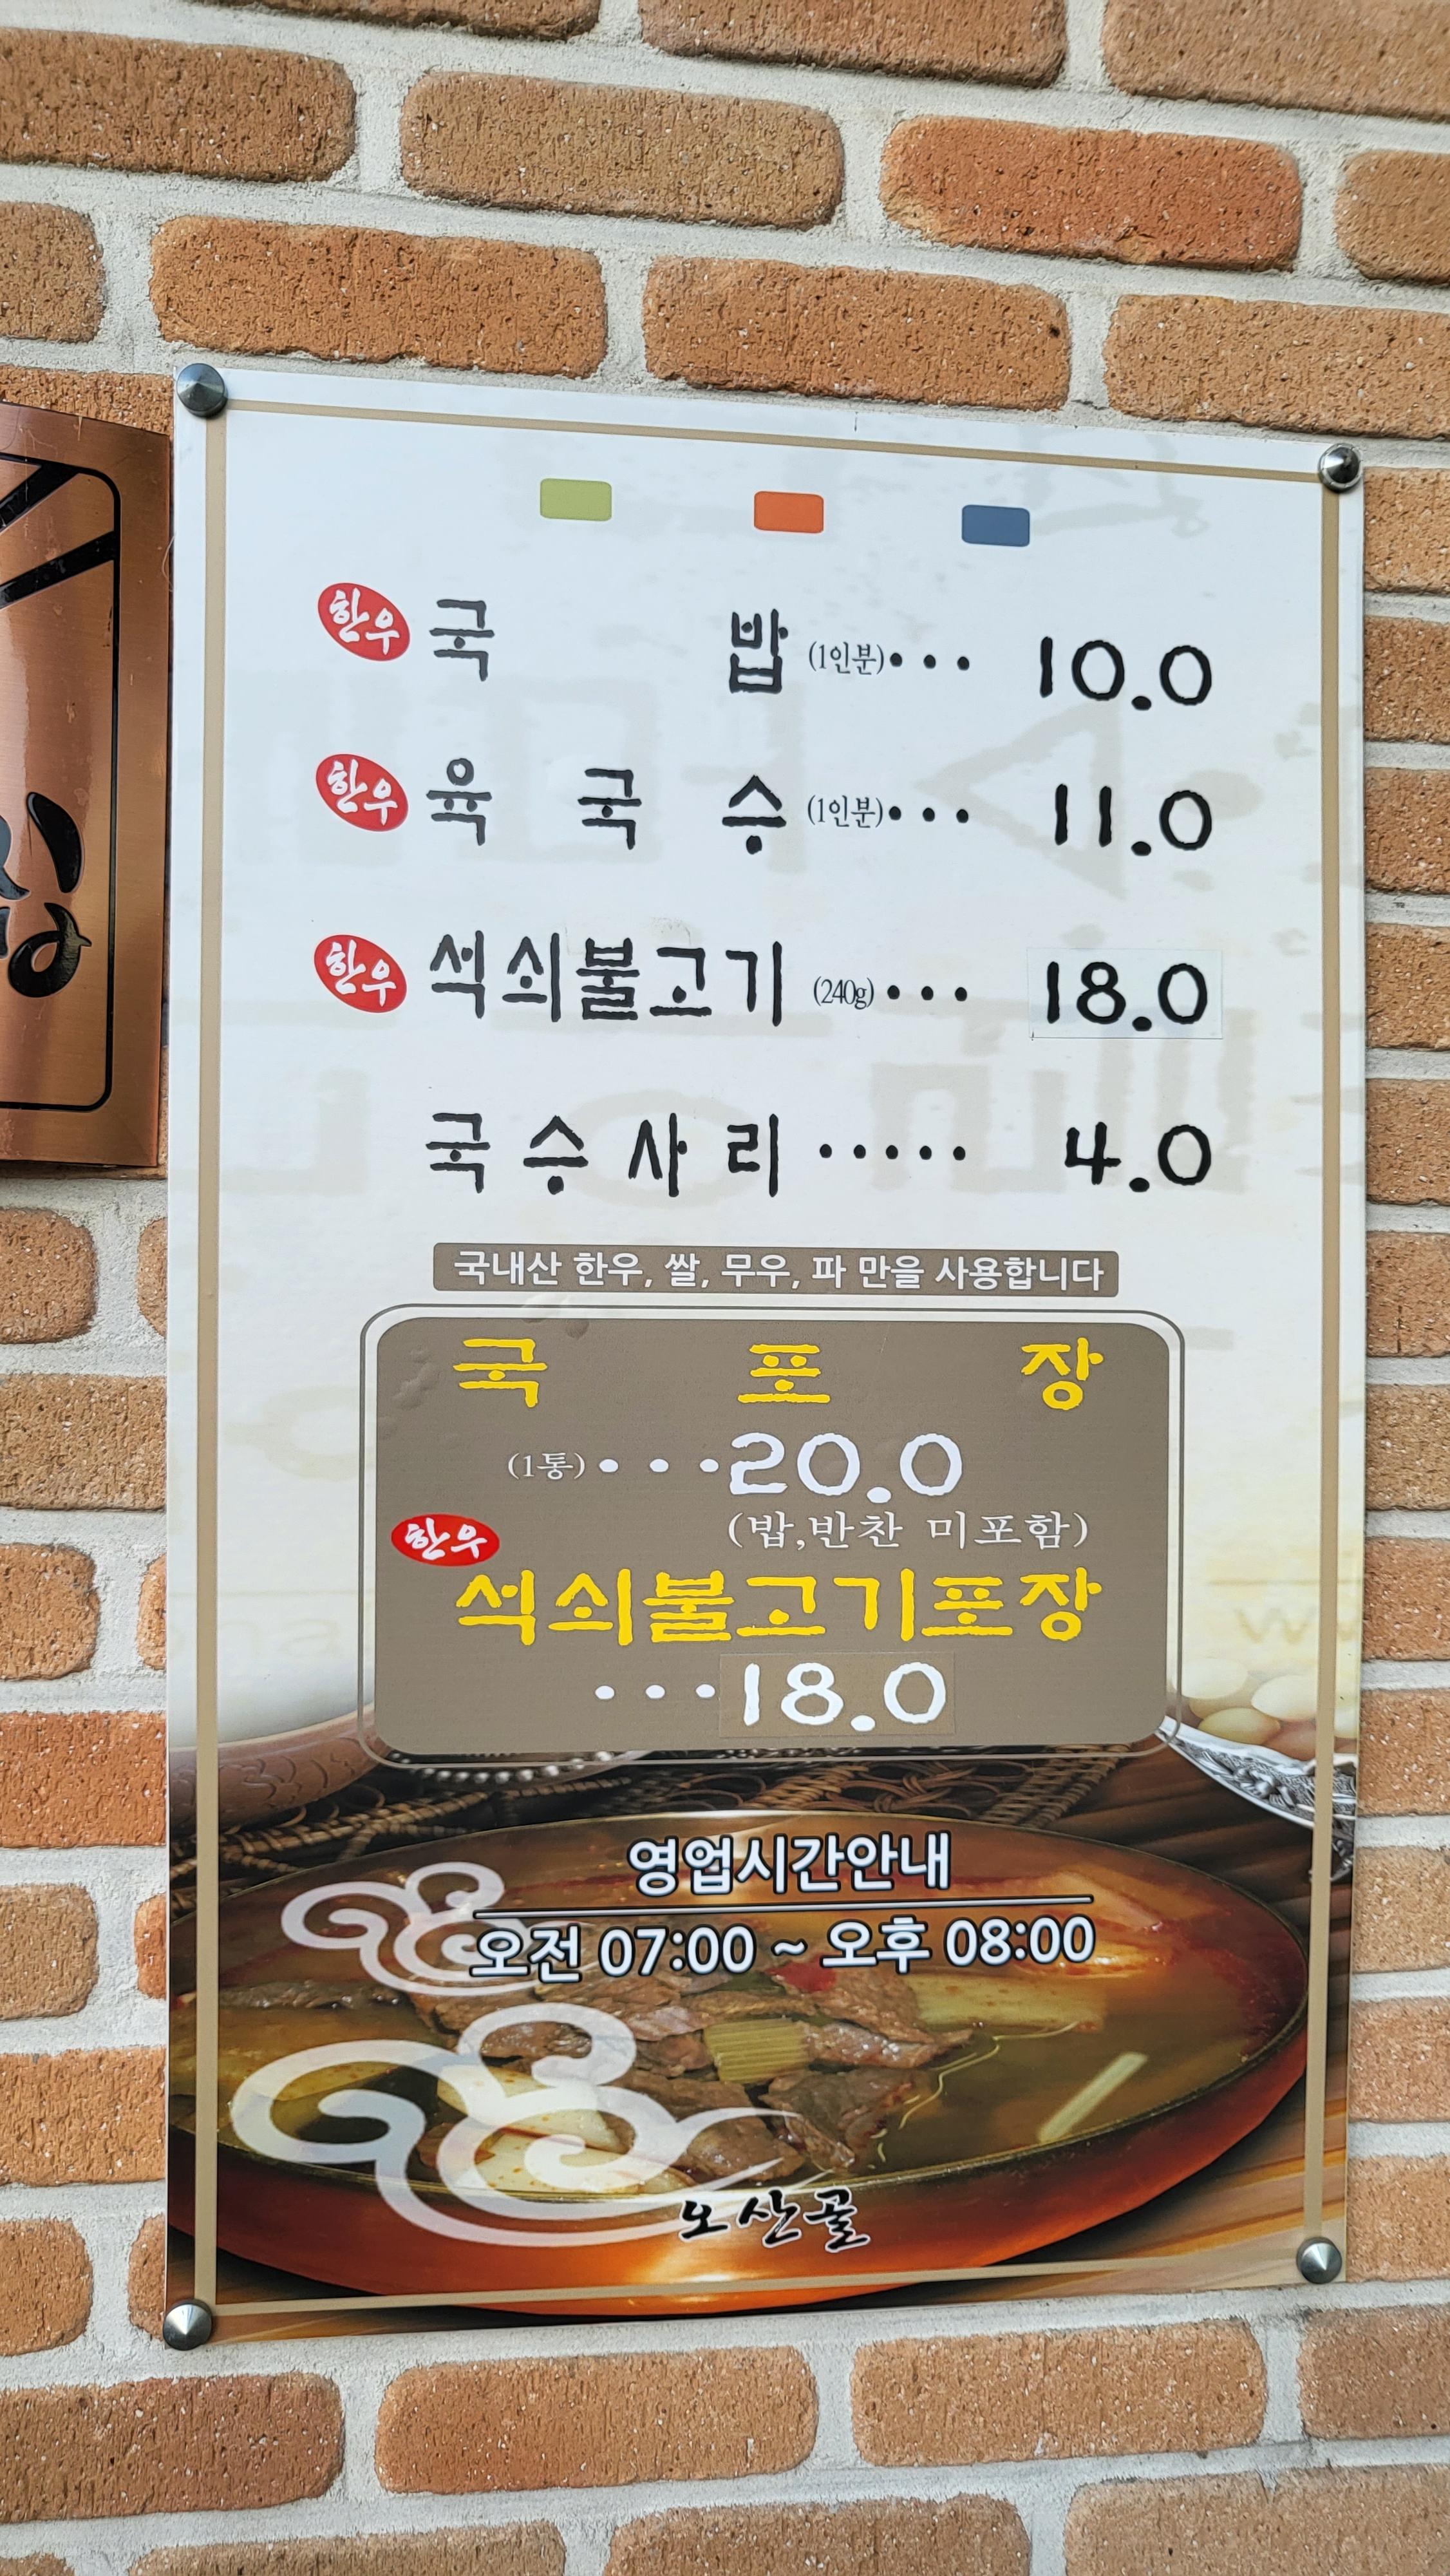 한우 국 밥 (1인분)••• 10.0
한우 육 국 수 (1인분)••• 11.0
한우 석쇠불고기 (240g)••• 18.0
국수사리 ••••• 4.0
국내산 한우, 쌀, 무우, 파 만을 사용합니다
국 포 장
(1통)•••20.0
(밥,반찬 미포함)
한우
석쇠불고기포장
•••18.0
영업시간안내
오전 07:00 ~ 오후 08:00
노산골